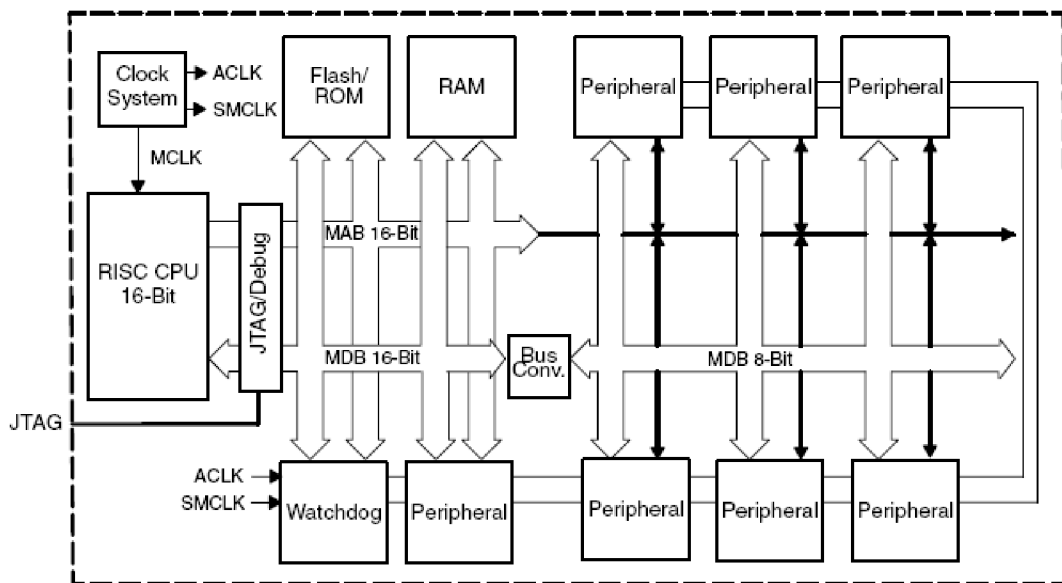 Clock
System
ACLK
SMCLK
MCLK
Flash/
ROM
RAM
Peripheral
Peripheral
Peripheral
RISC CPU
16-Bit
JTAG/Debug
MAB 16-Bit
MDB 16-Bit
Bus
Conv.
MDB 8-Bit
JTAG
ACLK
SMCLK
Watchdog
Peripheral
Peripheral
Peripheral
Peripheral